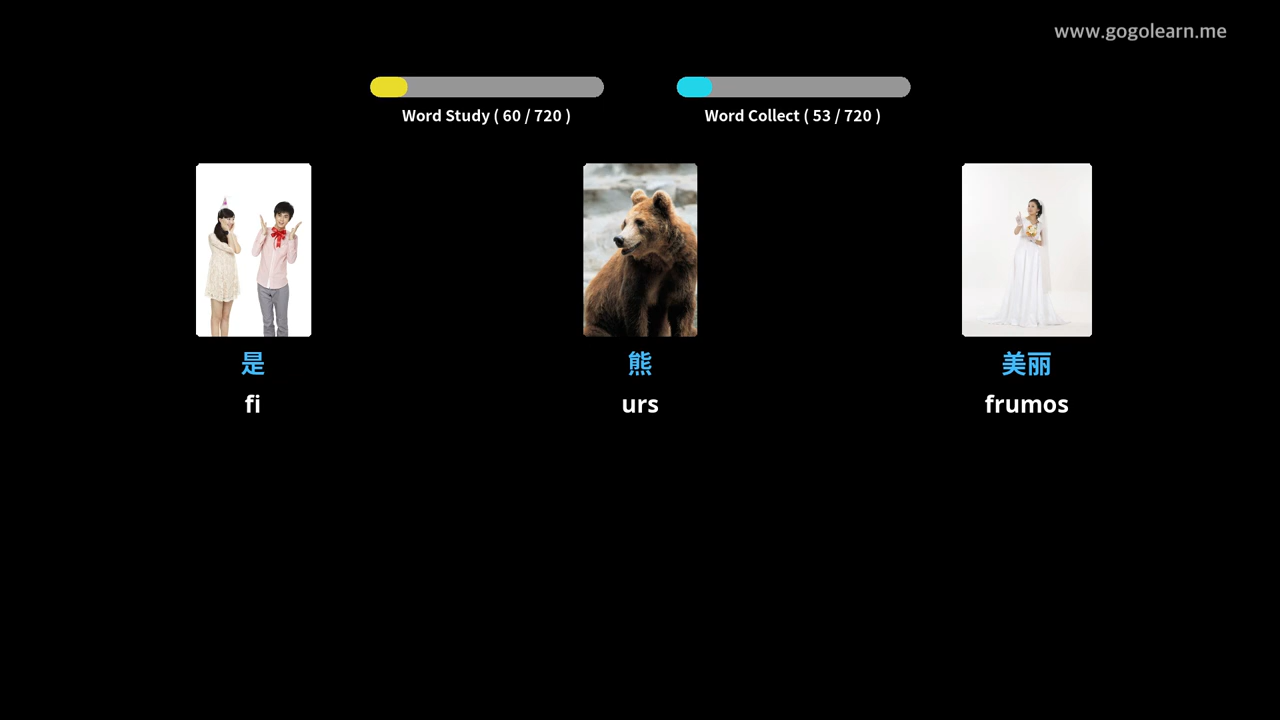 www.gogolearn.me
Word Study ( 60 / 720 )
Word Collect ( 53 / 720 )
是
熊
美丽
fi
urs
frumos